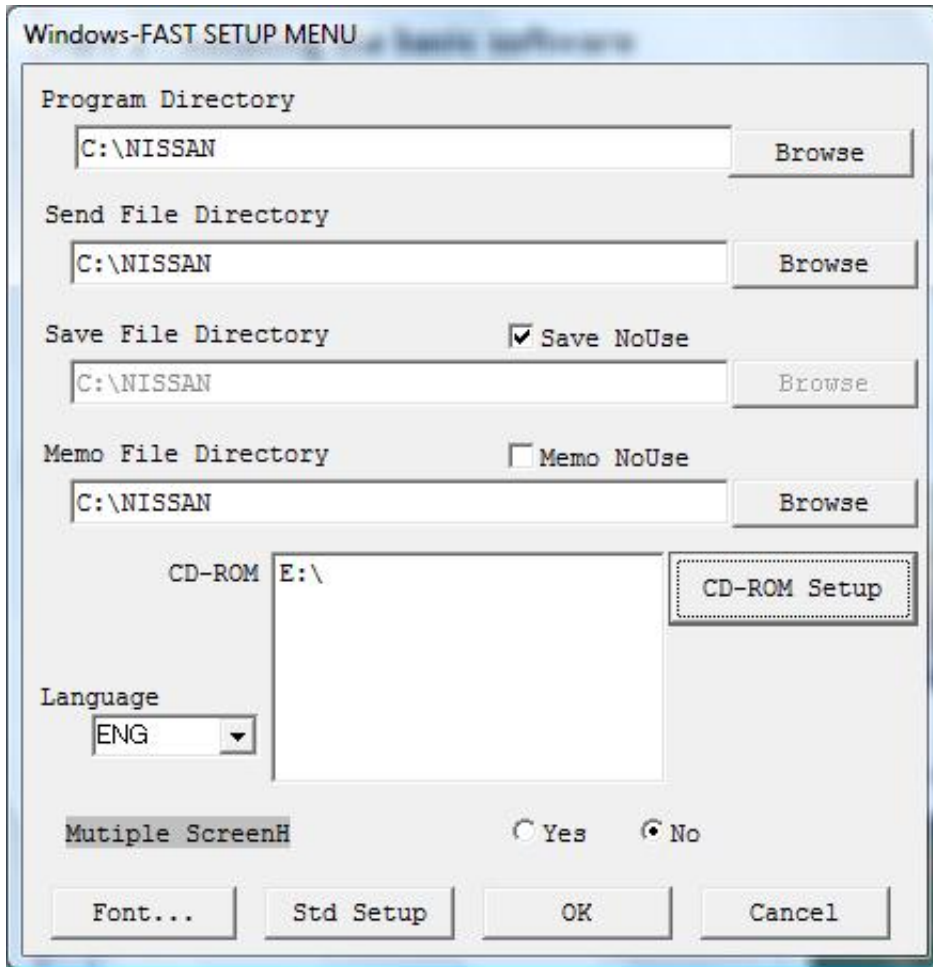 Windows-FAST SETUP MENU
Program Directory
C:\NISSAN
Browse
Send File Directory
C:\NISSAN
Browse
Save File Directory
Save NoUse
C:\NISSAN
Browse
Memo File Directory
Memo NoUse
C:\NISSAN
Browse
CD-ROM
E:\
CD-ROM Setup
Language
ENG
Mutiple ScreenH
Yes
No
Font...
Std Setup
OK
Cancel